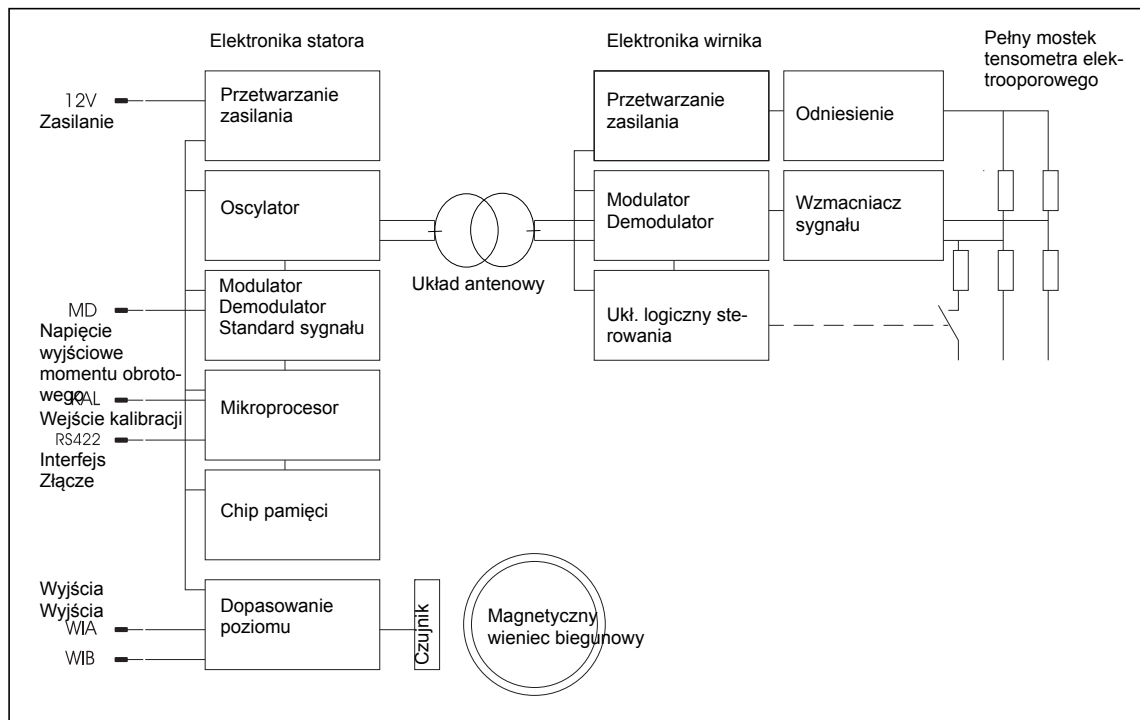 Elektronika statora
Elektronika wirnika
Pełny mostek
tensometra elek-
trooporowego
12V
Zasilanie
Przetwarzanie
zasilania
Przetwarzanie
zasilania
Odniesienie
Oscylator
Układ antenowy
Modulator
Demodulator
Wzmacniacz
sygnału
MD
Napięcie
wyjściowe
momentu obroto-
wego
Modulator
Demodulator
Standard sygnału
Ukł. logiczny ste-
rowania
KAL
Wejście kalibracji
RS422
Interfejs
Złącze
Mikroprocesor
Chip pamięci
Wyjścia
Wyjścia
WIA
WIB
Dopasowanie
poziomu
Czujnik
Magnetyczny
wieniec biegunowy